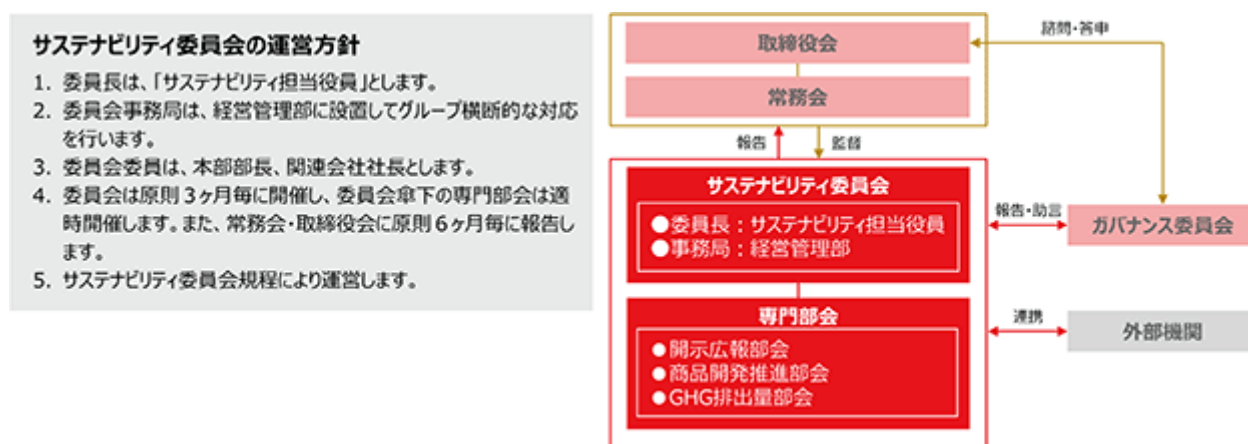 サステナビリティ委員会の運営方針
1. 委員長は、「サステナビリティ担当役員」とします。
2. 委員会事務局は、経営管理部に設置してグループ横断的な対応
を行います。
3. 委員会委員は、本部部長、関連会社社長とします。
4. 委員会は原則3ヶ月毎に開催し、委員会傘下の専門部会は適
時開催します。また、常務会・取締役会に原則6ヶ月毎に報告し
ます。
5. サステナビリティ委員会規程により運営します。
取締役会
常務会
諮問・答申
報告
監督
サステナビリティ委員会
●委員長：サステナビリティ担当役員
●事務局：経営管理部
報告・助言
ガバナンス委員会
専門部会
●開示広報部会
●商品開発推進部会
●GHG排出量部会
連携
外部機関